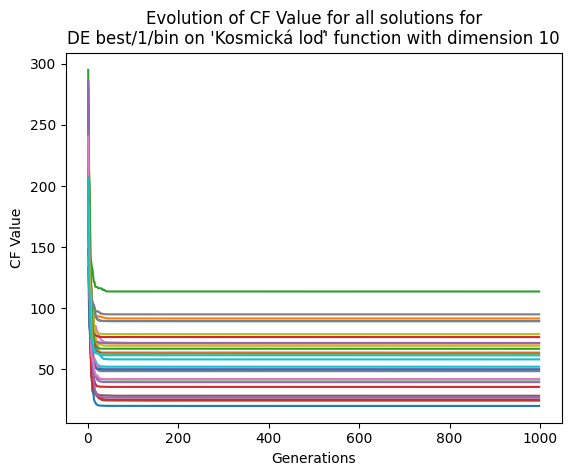 Evolution of CF Value for all solutions for
DE best/1/bin on 'Kosmická loď' function with dimension 10
300
250
200
150
100
50
CF Value
0 200 400 600 800 1000
Generations